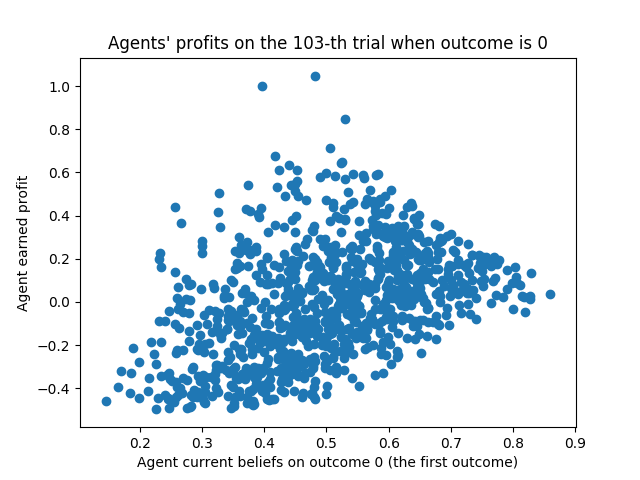 Agents' profits on the 103-th trial when outcome is 0
1.0
0.8
0.6
0.4
0.2
0.0
−0.2
−0.4
Agent earned profit
0.2 0.3 0.4 0.5 0.6 0.7 0.8 0.9
Agent current beliefs on outcome 0 (the first outcome)